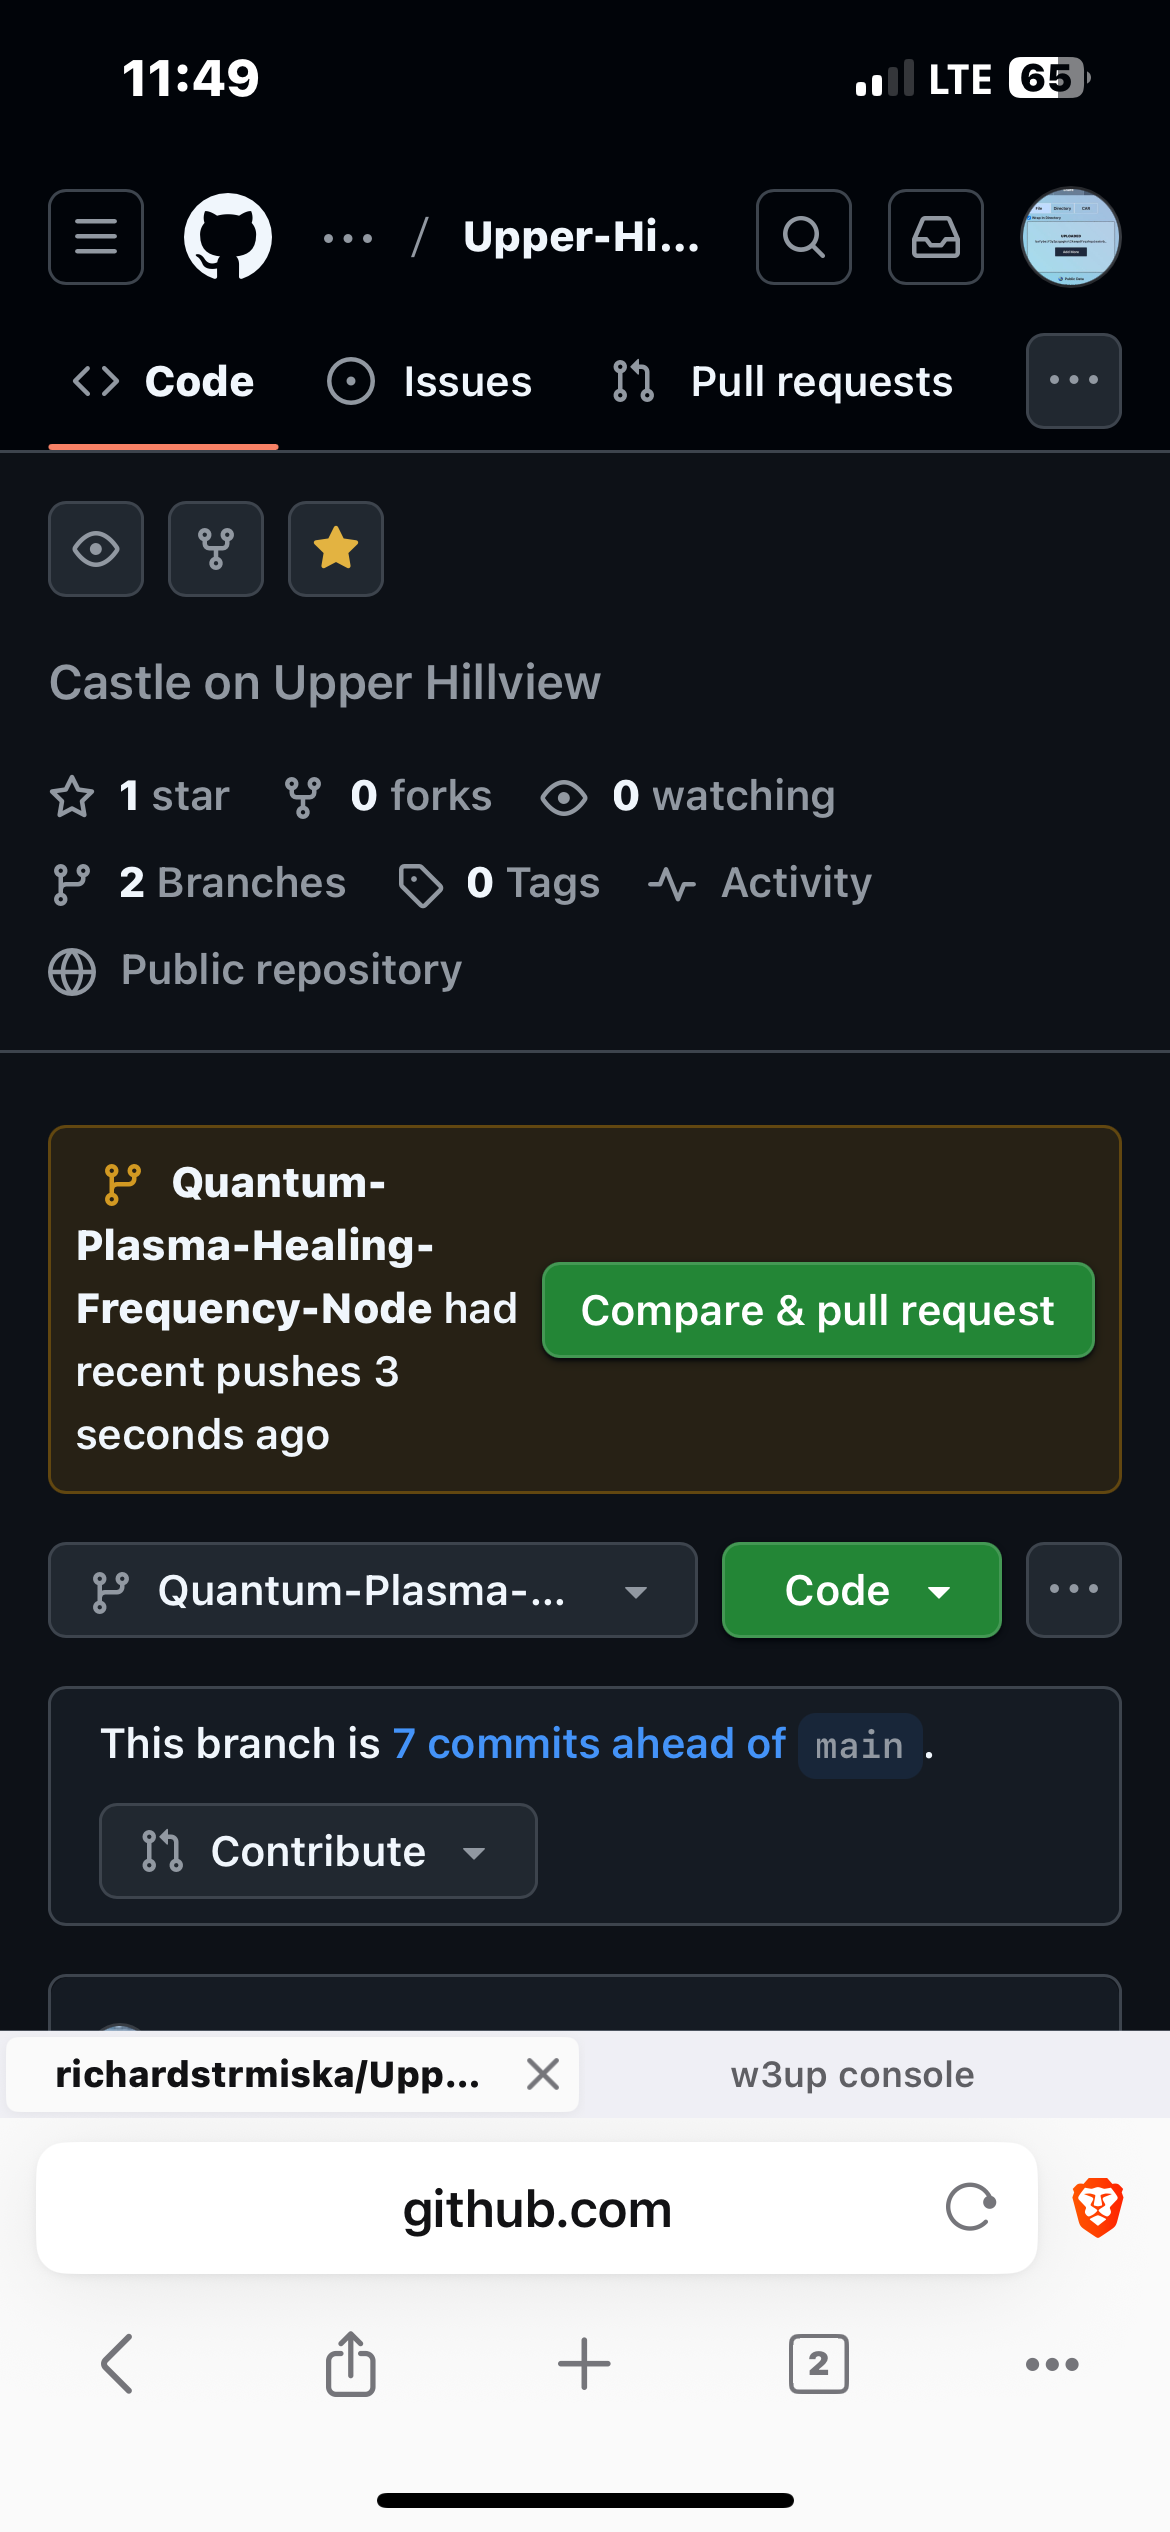 11:49
LTE 65
/ Upper-Hi...
Code Issues Pull requests
Castle on Upper Hillview
1 star 0 forks 0 watching
2 Branches 0 Tags Activity
Public repository
Quantum-
Plasma-Healing-
Frequency-Node had
recent pushes 3
seconds ago
Compare & pull request
Quantum-Plasma-... Code
This branch is 7 commits ahead of main .
Contribute
richardstrmiska/Upp... w3up console
github.com
2